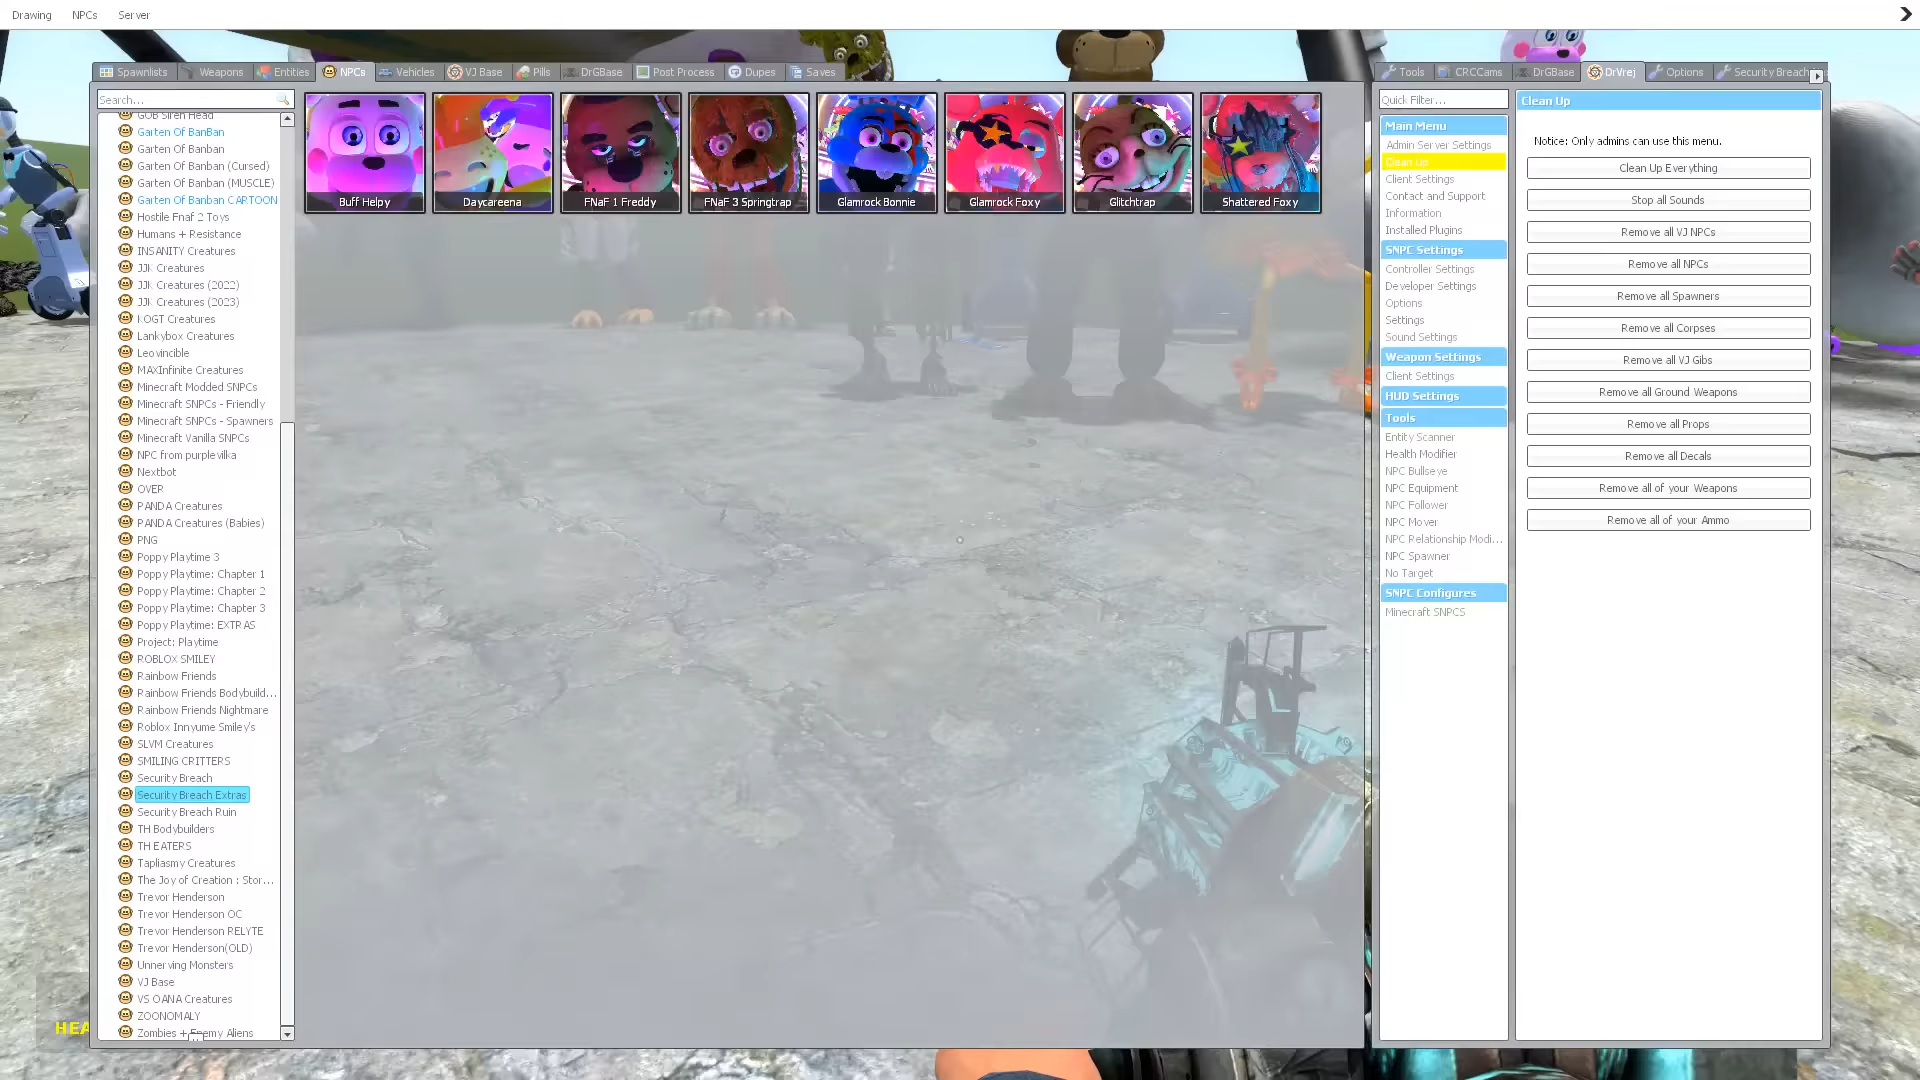 Drawing NPCs Server
Spawnlists Weapons Entities NPCs Vehicles VJ Base Pills DrGBase Post Process Dupes Saves
Tools CRCCams DrGBase DrVrej Options Security Breach
Search...
GOB Siren Head
Garten Of BanBan
Garten Of Banban
Garten Of Banban (Cursed)
Garten Of Banban (MUSCLE)
Garten Of Banban CARTOON
Hostile Fnaf 2 Toys
Humans + Resistance
INSANITY Creatures
JJK Creatures
JJK Creatures (2022)
JJK Creatures (2023)
KOGT Creatures
Lankybox Creatures
Leovincible
MAXInfinite Creatures
Minecraft Modded SNPCs
Minecraft SNPCs - Friendly
Minecraft SNPCs - Spawners
Minecraft Vanilla SNPCs
NPC from purplevilka
Nextbot
OVER
PANDA Creatures
PANDA Creatures (Babies)
PNG
Poppy Playtime 3
Poppy Playtime: Chapter 1
Poppy Playtime: Chapter 2
Poppy Playtime: Chapter 3
Poppy Playtime: EXTRAS
Project: Playtime
ROBLOX SMILEY
Rainbow Friends
Rainbow Friends Bodybuild...
Rainbow Friends Nightmare
Roblox Innyume Smiley's
SLVM Creatures
SMILING CRITTERS
Security Breach
Security Breach Extras
Security Breach Ruin
TH Bodybuilders
TH EATERS
Tapliasmy Creatures
The Joy of Creation : Stor...
Trevor Henderson
Trevor Henderson OC
Trevor Henderson RELYTE
Trevor Henderson(OLD)
Unnerving Monsters
VJ Base
VS OANA Creatures
ZOONOMALY
Zombies + Enemy Aliens
HEA
Buff Helpy
Daycareena
FNaF 1 Freddy
FNaF 3 Springtrap
Glamrock Bonnie
Glamrock Foxy
Glitchtrap
Shattered Foxy
Quick Filter...
Main Menu
Admin Server Settings
Clean Up
Client Settings
Contact and Support
Information
Installed Plugins
SNPC Settings
Controller Settings
Developer Settings
Options
Settings
Sound Settings
Weapon Settings
Client Settings
HUD Settings
Tools
Entity Scanner
Health Modifier
NPC Bullseye
NPC Equipment
NPC Follower
NPC Mover
NPC Relationship Modi...
NPC Spawner
No Target
SNPC Configures
Minecraft SNPCS
Clean Up
Notice: Only admins can use this menu.
Clean Up Everything
Stop all Sounds
Remove all VJ NPCs
Remove all NPCs
Remove all Spawners
Remove all Corpses
Remove all VJ Gibs
Remove all Ground Weapons
Remove all Props
Remove all Decals
Remove all of your Weapons
Remove all of your Ammo